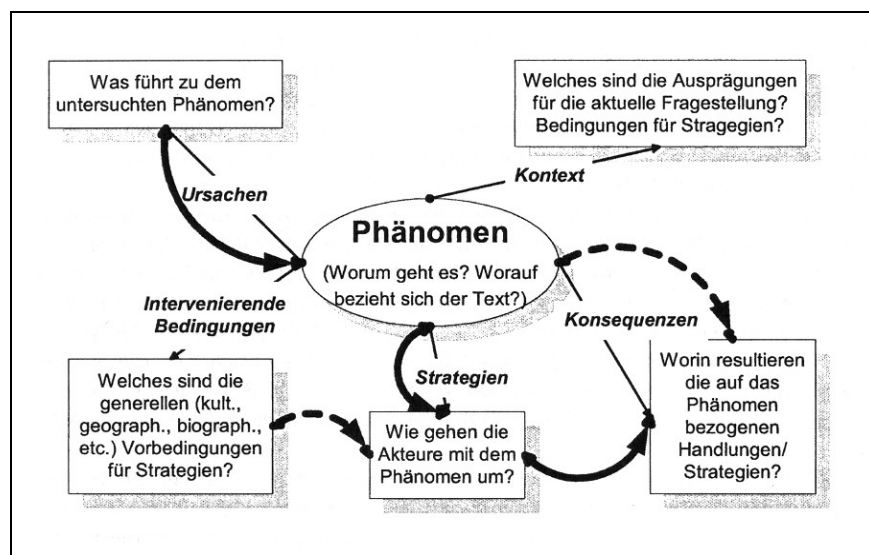 Was führt zu dem
untersuchten Phänomen?
Welches sind die Ausprägungen
für die aktuelle Fragestellung?
Bedingungen für Stragegien?
Ursachen
Kontext
Phänomen
(Worum geht es? Worauf
bezieht sich der Text?)
Intervenierende
Bedingungen
Konsequenzen
Strategien
Welches sind die
generellen (kult.,
geograph., biograph.,
etc.) Vorbedingungen
für Strategien?
Wie gehen die
Akteure mit dem
Phänomen um?
Worin resultieren
die auf das
Phänomen
bezogenen
Handlungen/
Strategien?